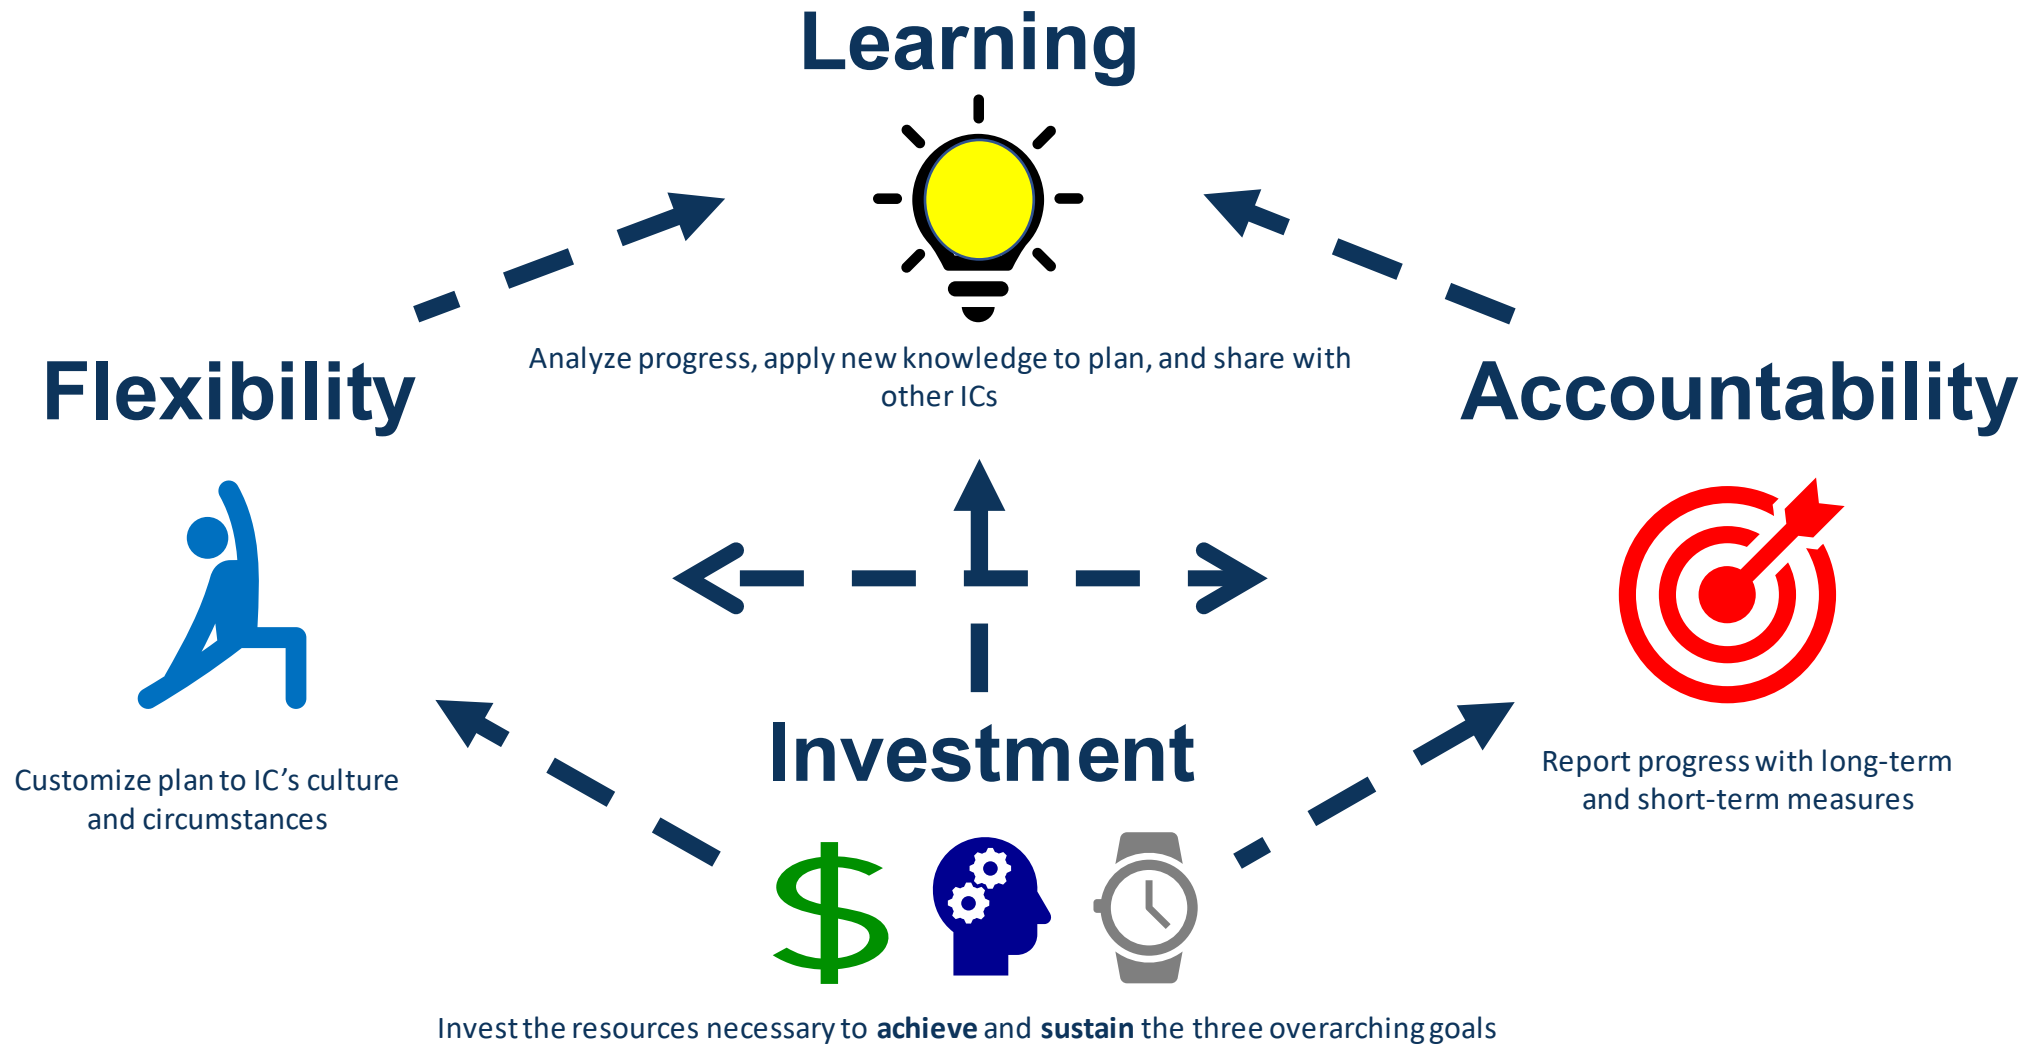 Learning
Analyze progress, apply new knowledge to plan, and share with
other ICs
Flexibility
Customize plan to IC’s culture
and circumstances
Accountability
Report progress with long-term
and short-term measures
Investment
$
Invest the resources necessary to achieve and sustain the three overarching goals